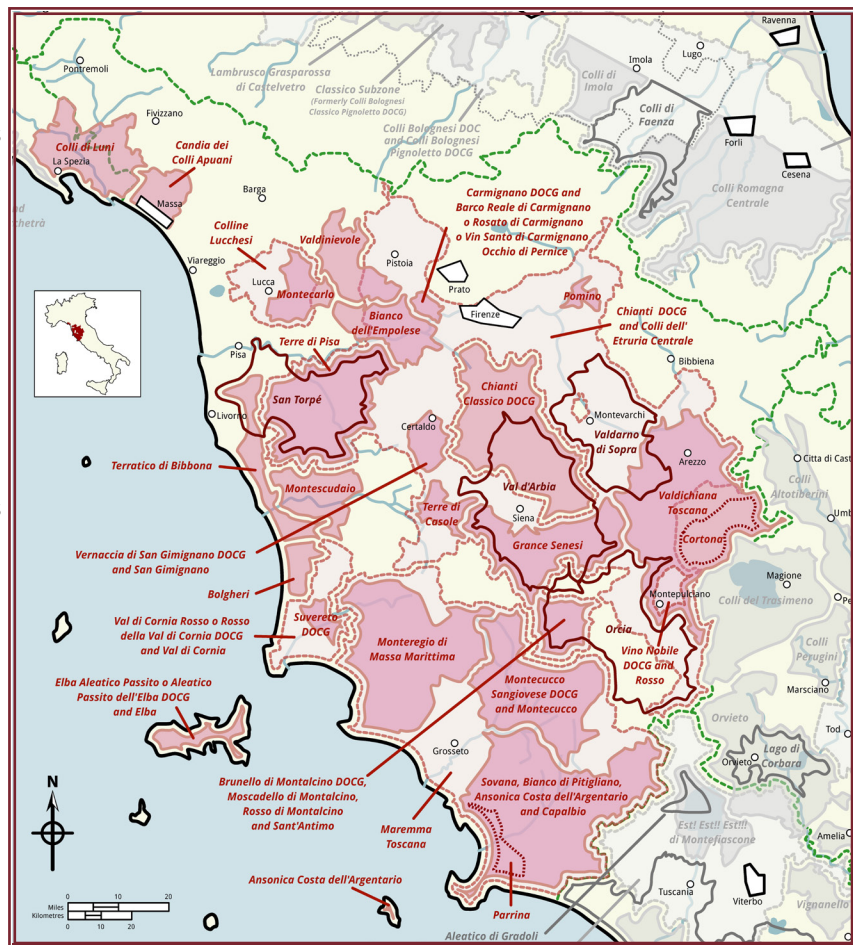 Ravenna
Pontremoli
Lambrusco Grasparossa
di Castelvetro
Imola
Lugo
Classico Subzone
(Formerly Colli Bolognesi
Classico Pignoletto DOCG)
Colli di
Imola
Fivizzano
Colli di
Faenza
Colli Bolognesi DOC
and Colli Bolognesi
Pignoletto DOCG
Forli
Colli di Luni
La Spezia
Candia dei
Colli Apuani
Cesena
Colli Romagna
Centrale
Massa
Barga
Carmignano DOCG and
Barco Reale di Carmignano
o Rosato di Carmignano
o Vin Santo di Carmignano
Occhio di Pernice
nd
chetrà
Colline
Lucchesi
Valdinievole
Viareggio
Pistoia
Lucca
Montecarlo
Prato
Pomino
Firenze
Bianco
dell'Empolese
Chianti DOCG
and Colli dell'
Etruria Centrale
Terre di Pisa
Pisa
Bibbiena
San Torpé
Chianti
Classico DOCG
Livorno
Certaldo
Montevarchi
Valdarno
di Sopra
Arezzo
Citta di Cast
Terratico di Bibbona
Colli
Altotiberini
Montescudaio
Val d'Arbia
Valdichiana
Toscana
Terre di
Casole
Siena
Umb
Cortona
Grance Senesi
Vernaccia di San Gimignano DOCG
and San Gimignano
Magione
Bolgheri
Montepulciano
Colli del Trasimeno
Pe
Val di Cornia Rosso o Rosso
della Val di Cornia DOCG
and Val di Cornia
Suvereto
DOCG
Orcia
Monteregio di
Massa Marittima
Vino Nobile
DOCG and
Rosso
Colli
Perugini
Elba Aleatico Passito o Aleatico
Passito dell'Elba DOCG
and Elba
Montecucco
Sangiovese DOCG
and Montecucco
Marsciano
Orvieto
Tod
Grosseto
Orvieto
Lago di
Corbara
N
Brunello di Montalcino DOCG,
Moscadello di Montalcino,
Rosso di Montalcino
and Sant'Antimo
Sovana, Bianco di Pitigliano,
Ansonica Costa dell'Argentario
and Capalbio
Maremma
Toscana
Est! Est!! Est!!!
di Montefiascone
Amelia
Ansonica Costa dell'Argentario
Tuscania
Viterbo
Miles
0 10 20
Kilometres
0 10 20
Parrina
Vignanello
Aleatico di Gradoli